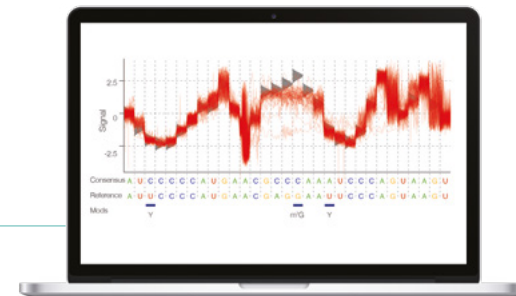 2.5
0
-2.5
Signal
Consensus A U C C C C C A U G A A C G C C C A A A U C C C A G U A A G U
Reference A U U C C C C A U G A A C G A G G A A U U C C C A G U A A G U
Mods Y m⁷G Y